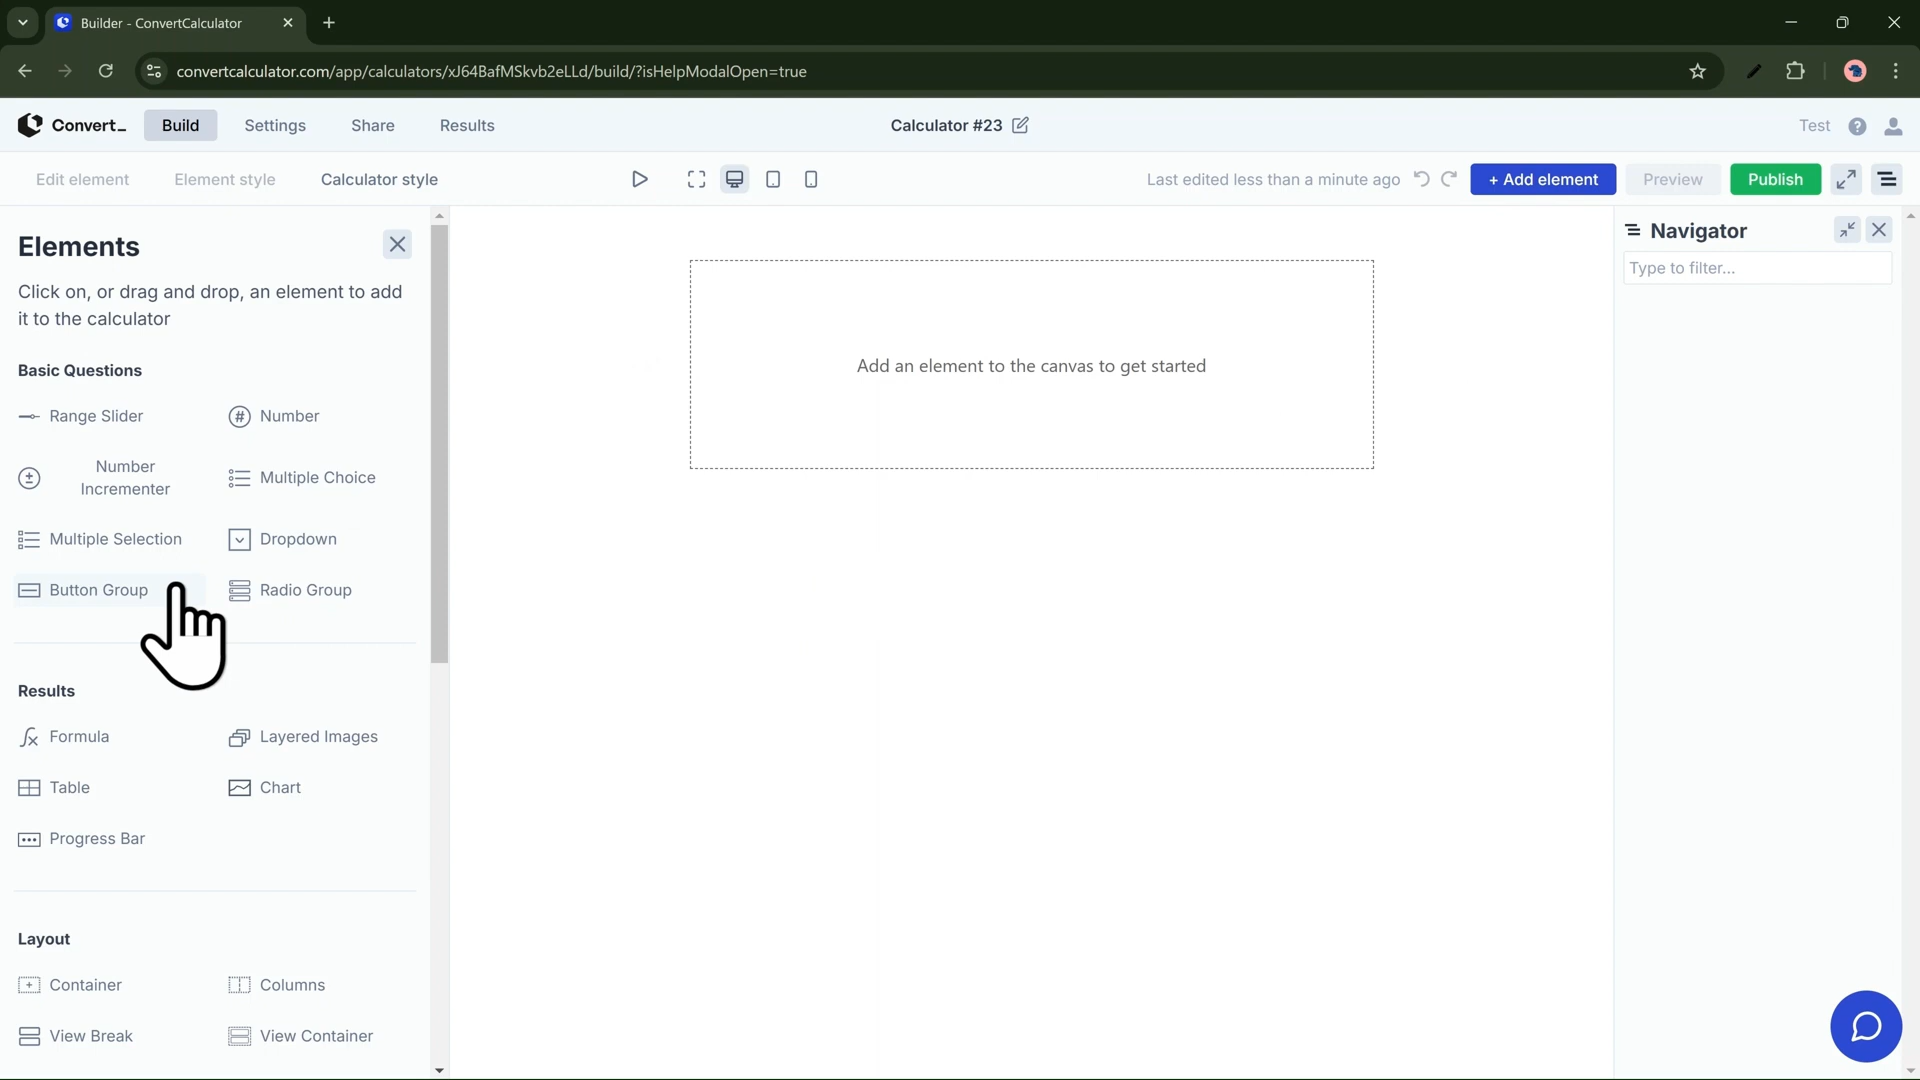 Builder - ConvertCalculator
convertcalculator.com/app/calculators/xJ64BafMSkvb2eLLd/build/?isHelpModalOpen=true
Convert_
Build
Settings
Share
Results
Calculator #23
Test
Edit element
Element style
Calculator style
Last edited less than a minute ago
+ Add element
Preview
Publish
Elements
Click on, or drag and drop, an element to add
it to the calculator
Basic Questions
Range Slider
Number
Number
Incrementer
Multiple Choice
Multiple Selection
Dropdown
Button Group
Radio Group
Results
Formula
Layered Images
Table
Chart
Progress Bar
Layout
Container
Columns
View Break
View Container
Add an element to the canvas to get started
Navigator
Type to filter...